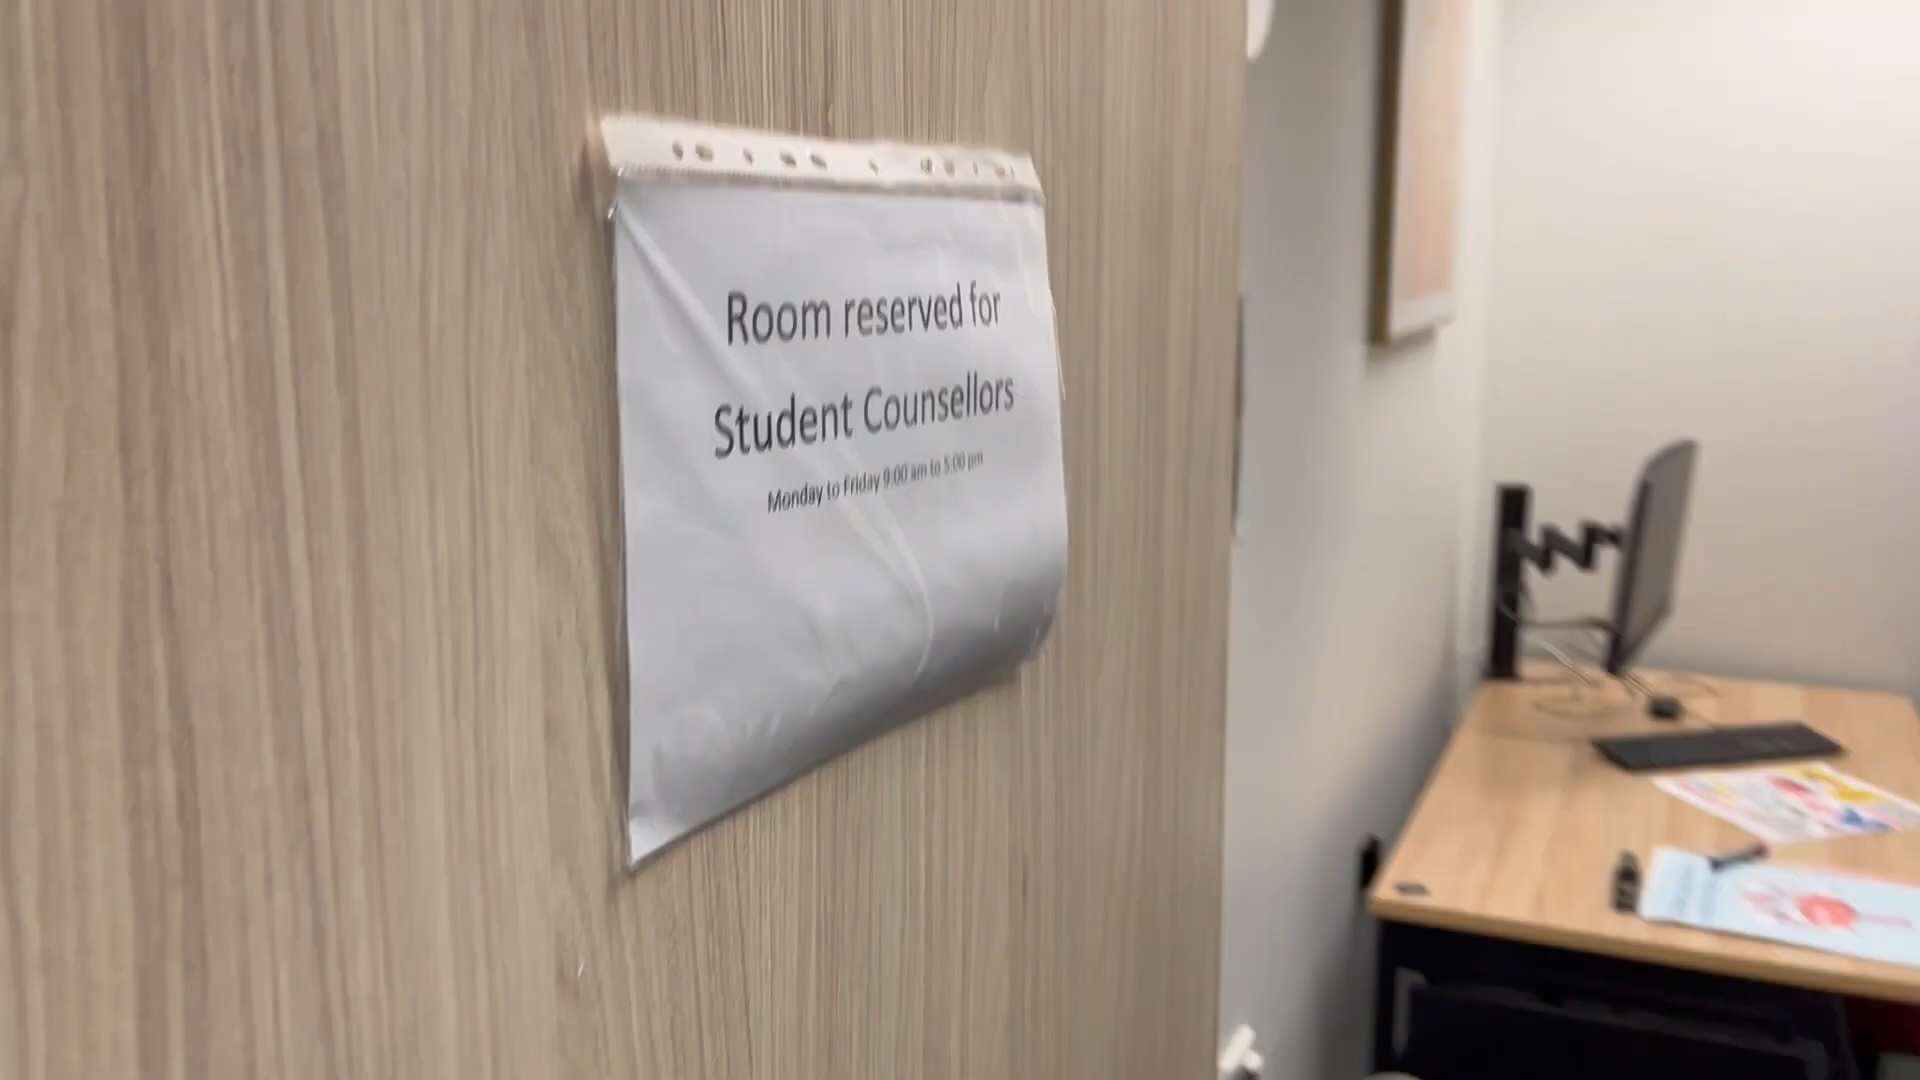 Room reserved for
Student Counsellors
Monday to Friday 9:00 am to 5:00 pm